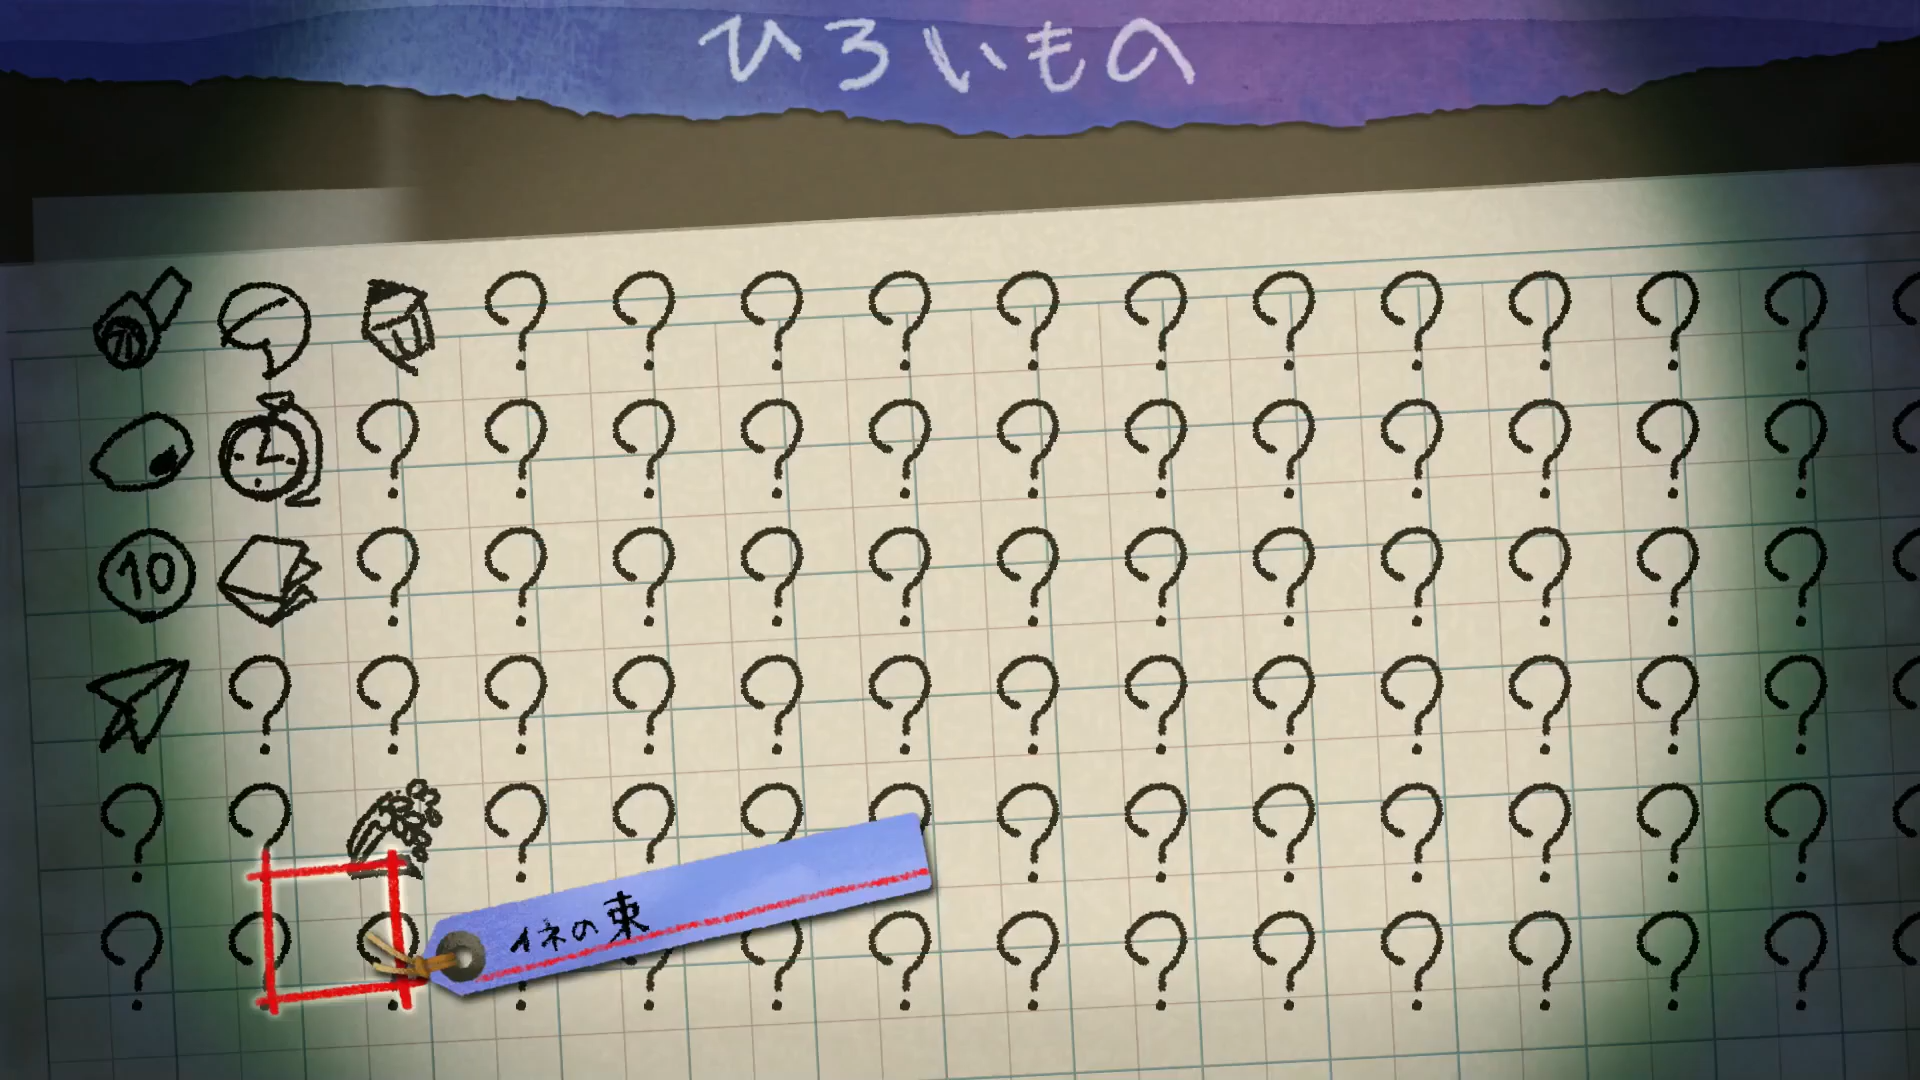 ひろいもの
? ? ? ? ? ? ? ? ? ? ?
? ? ? ? ? ? ? ? ? ? ? ?
10 ? ? ? ? ? ? ? ? ? ? ? ?
? ? ? ? ? ? ? ? ? ? ? ? ?
? ? ? ? ? ? ? ? ? ? ? ? ?
? ? ? ? ? ? ? ? ? ? ? ? ? ?
イネの束